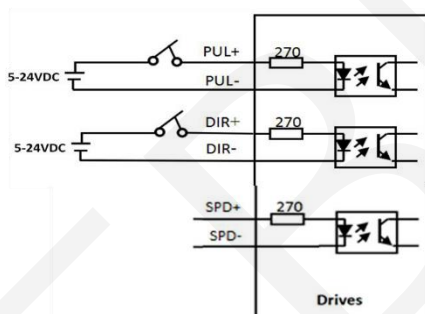 PUL+ 270
5-24VDC
PUL-
DIR+ 270
5-24VDC
DIR-
SPD+ 270
SPD-
Drives